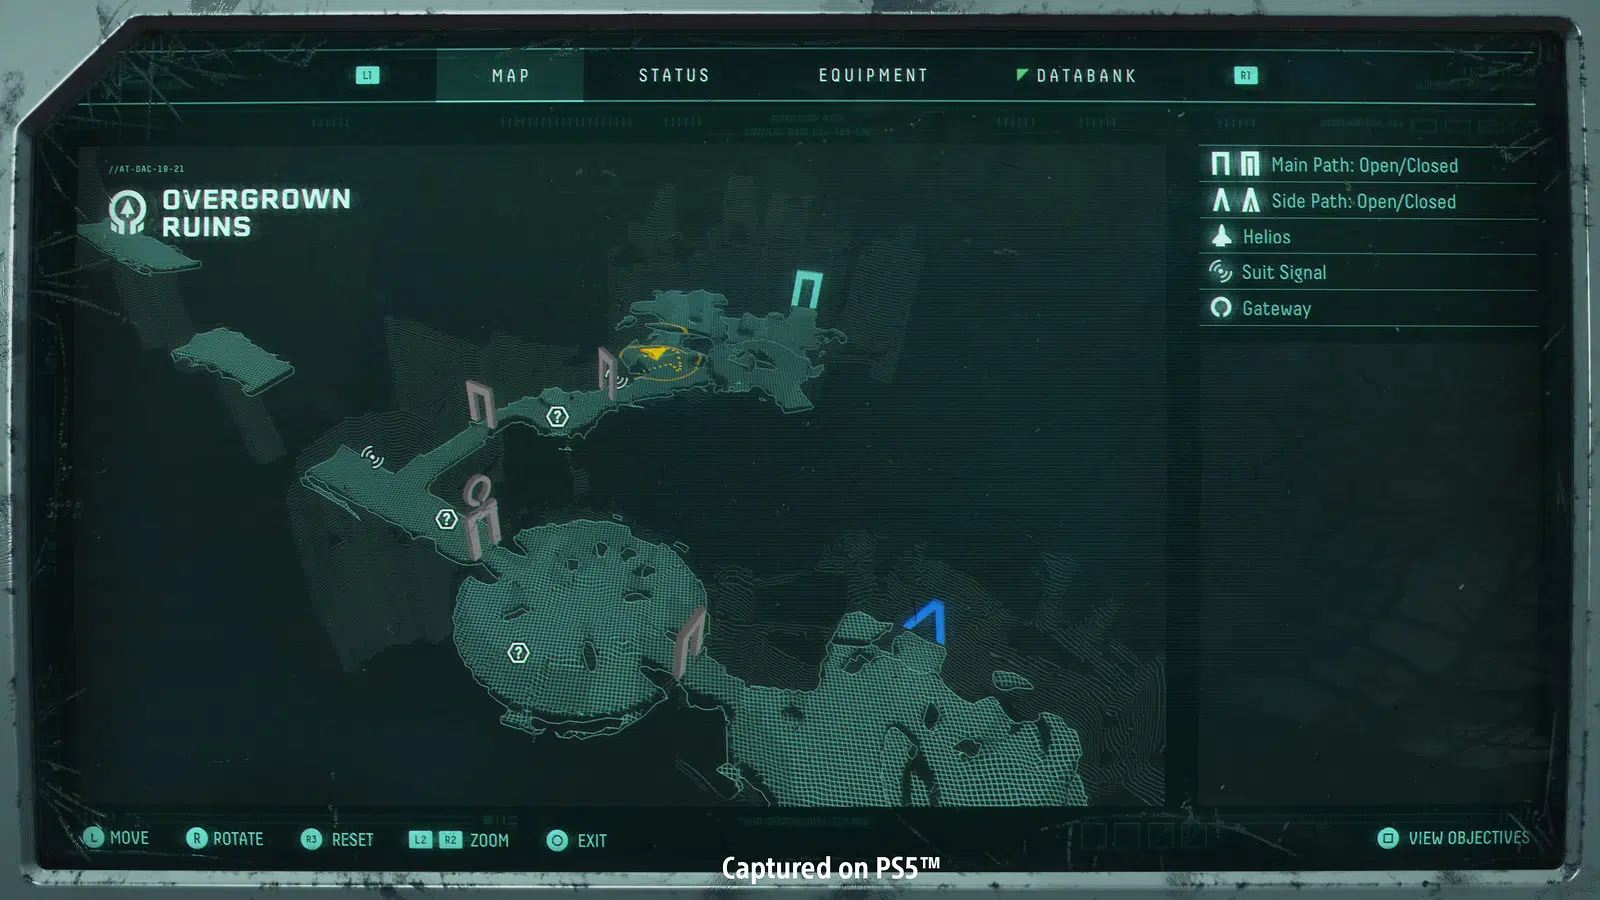 L1
MAP
STATUS
EQUIPMENT
DATABANK
R1
//AT-DAC-19-21
OVERGROWN
RUINS
Main Path: Open/Closed
Side Path: Open/Closed
Helios
Suit Signal
Gateway
?
?
?
L MOVE
R ROTATE
R3 RESET
L2 R2 ZOOM
EXIT
VIEW OBJECTIVES
Captured on PS5™